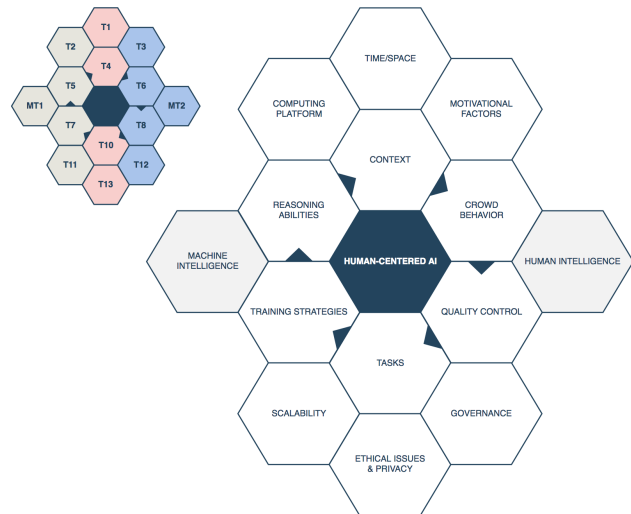 T1
T2
T3
T4
T5
T6
MT1
MT2
T7
T8
T10
T11
T12
T13
TIME/SPACE
COMPUTING
PLATFORM
MOTIVATIONAL
FACTORS
CONTEXT
REASONING
ABILITIES
CROWD
BEHAVIOR
MACHINE
INTELLIGENCE
HUMAN-CENTERED AI
HUMAN INTELLIGENCE
TRAINING STRATEGIES
QUALITY CONTROL
TASKS
SCALABILITY
GOVERNANCE
ETHICAL ISSUES
& PRIVACY